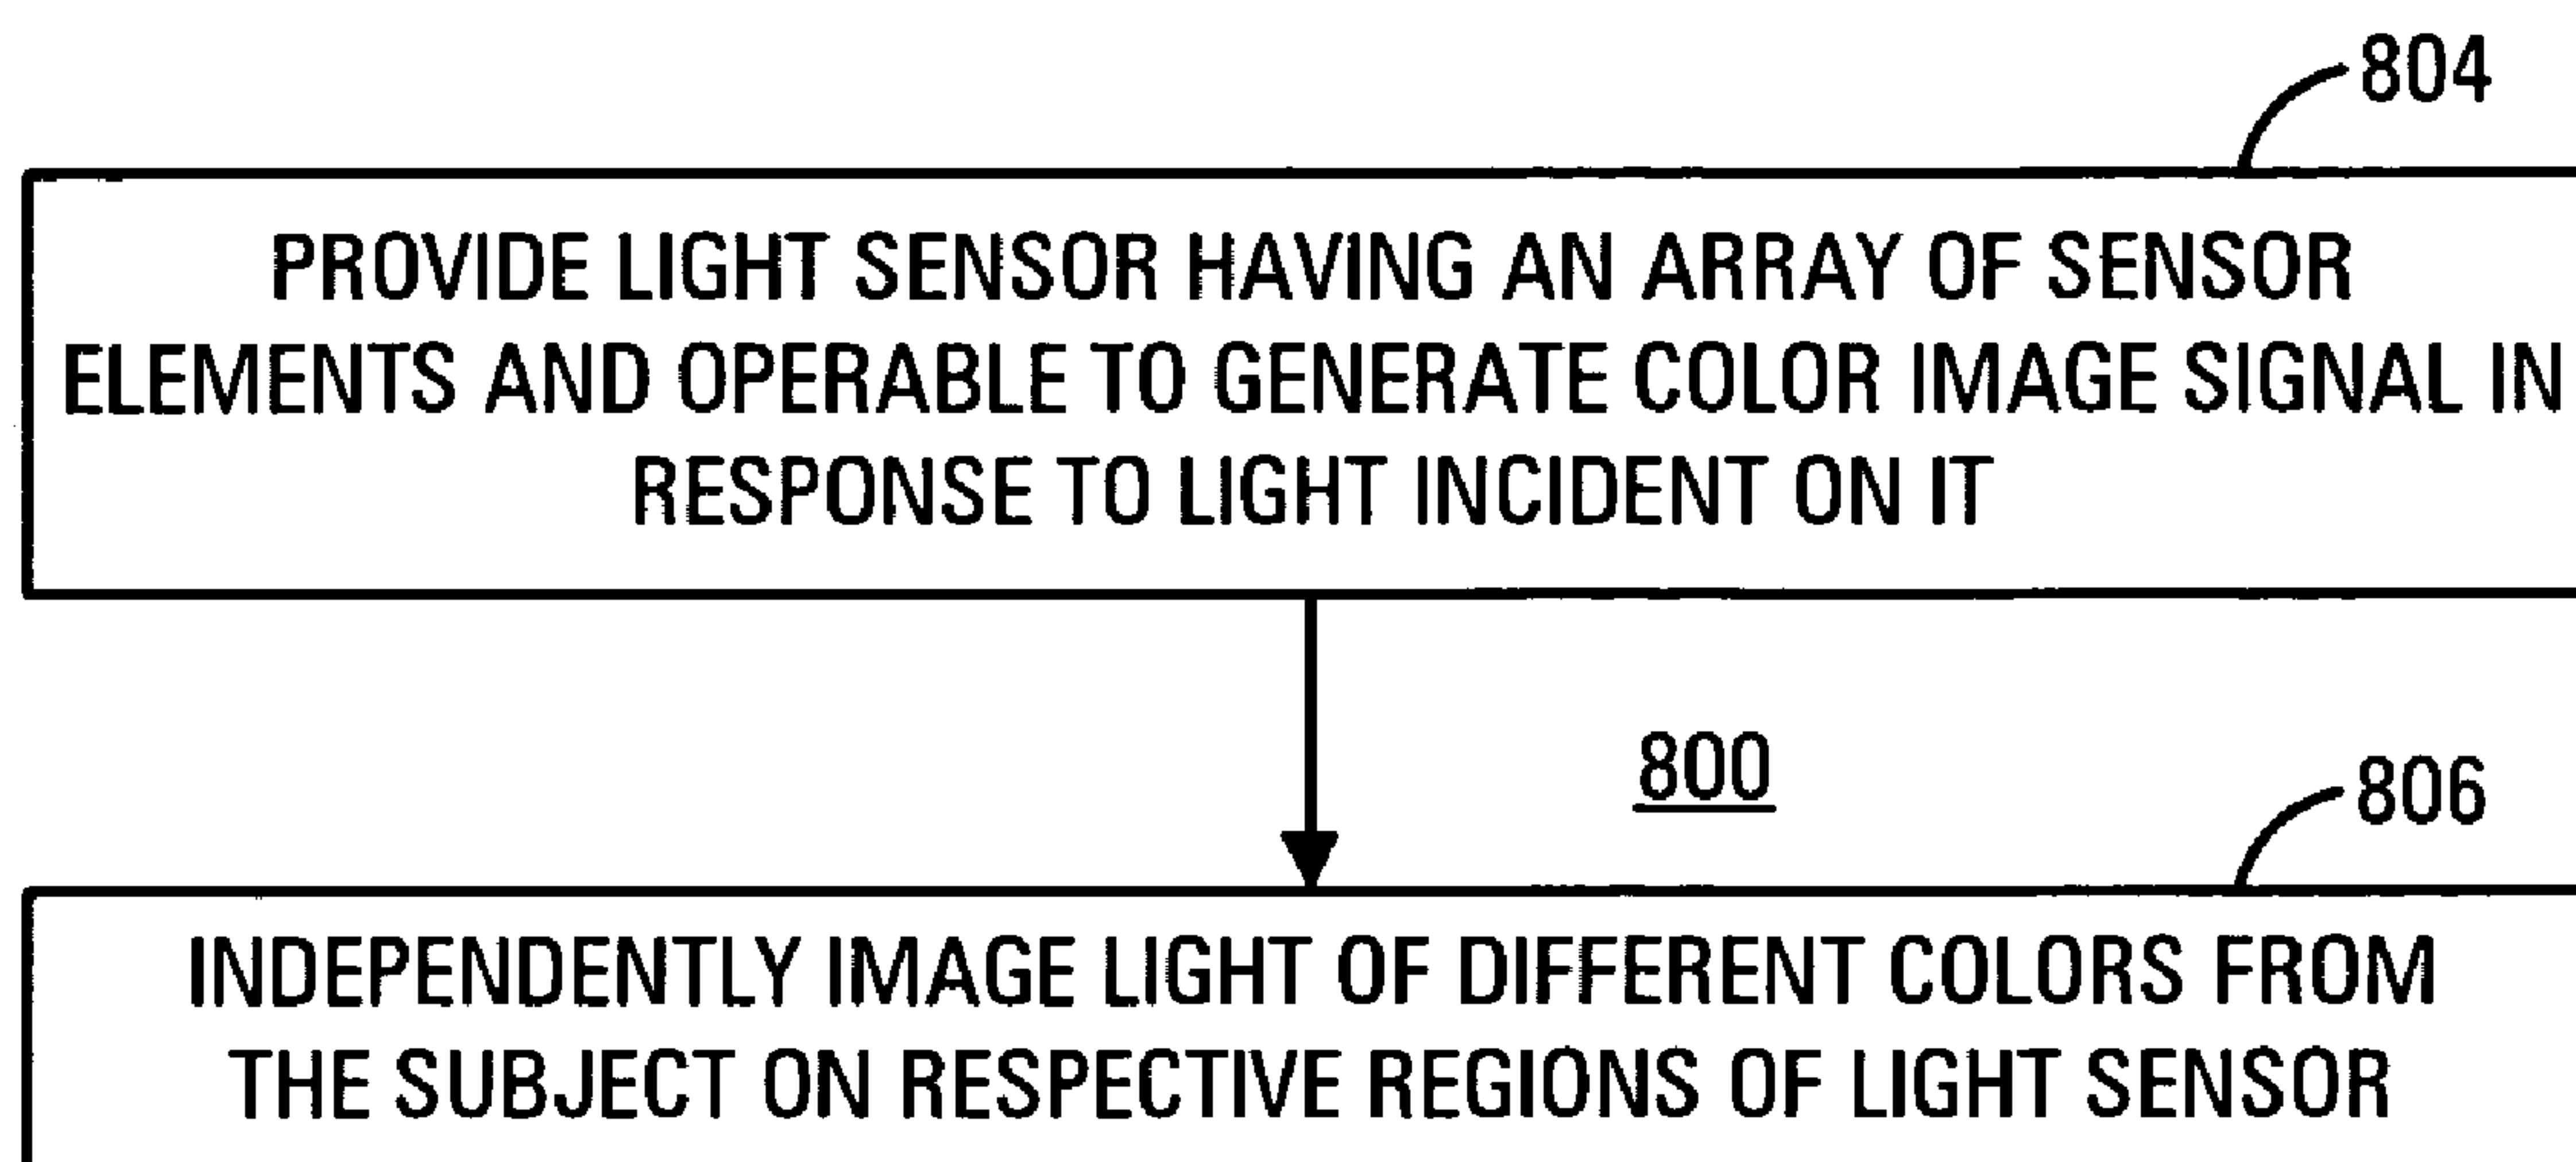 804
PROVIDE LIGHT SENSOR HAVING AN ARRAY OF SENSOR
ELEMENTS AND OPERABLE TO GENERATE COLOR IMAGE SIGNAL IN
RESPONSE TO LIGHT INCIDENT ON IT
800
806
INDEPENDENTLY IMAGE LIGHT OF DIFFERENT COLORS FROM
THE SUBJECT ON RESPECTIVE REGIONS OF LIGHT SENSOR